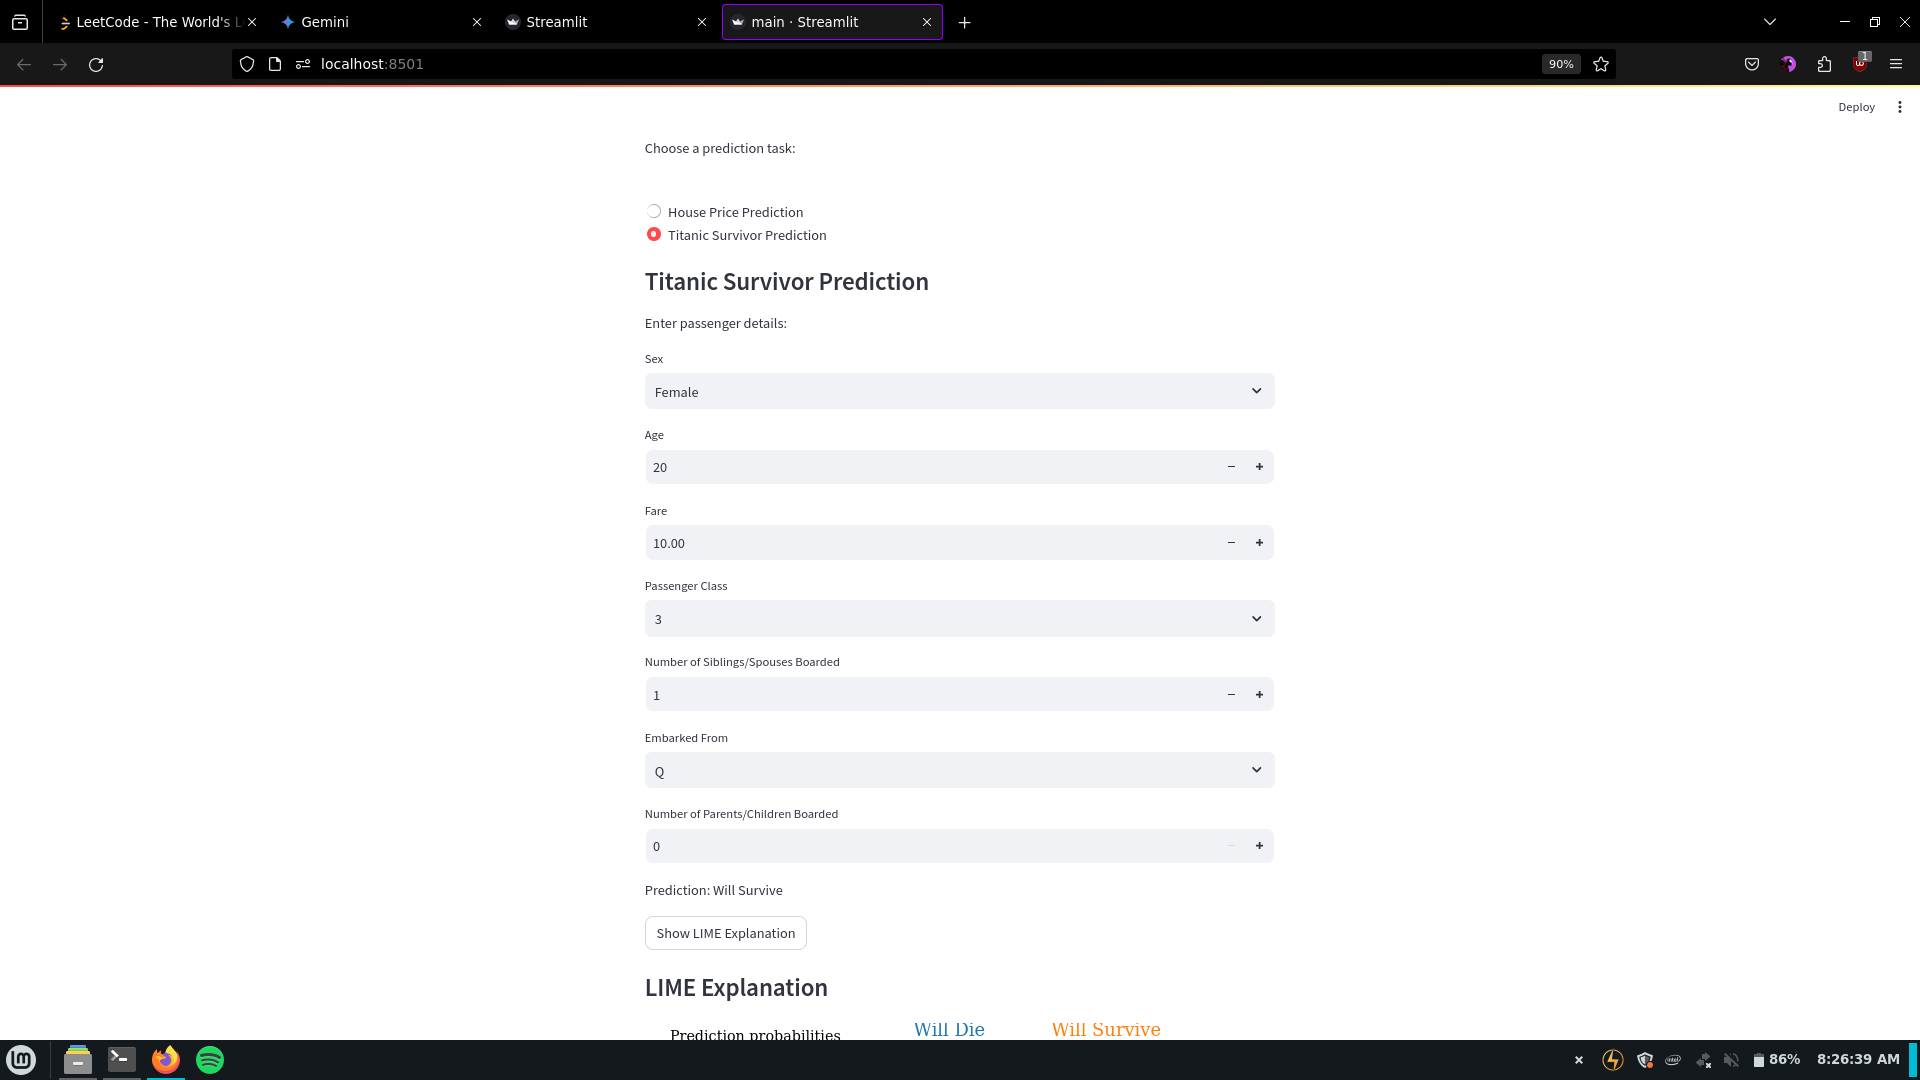 LeetCode - The World's L
Gemini
Streamlit
main · Streamlit
localhost:8501
90%
1
Deploy
Choose a prediction task:
House Price Prediction
Titanic Survivor Prediction
Titanic Survivor Prediction
Enter passenger details:
Sex
Female
Age
20
Fare
10.00
Passenger Class
3
Number of Siblings/Spouses Boarded
1
Embarked From
Q
Number of Parents/Children Boarded
0
Prediction: Will Survive
Show LIME Explanation
LIME Explanation
Prediction probabilities
Will Die
Will Survive
lm
intel
86%
8:26:39 AM